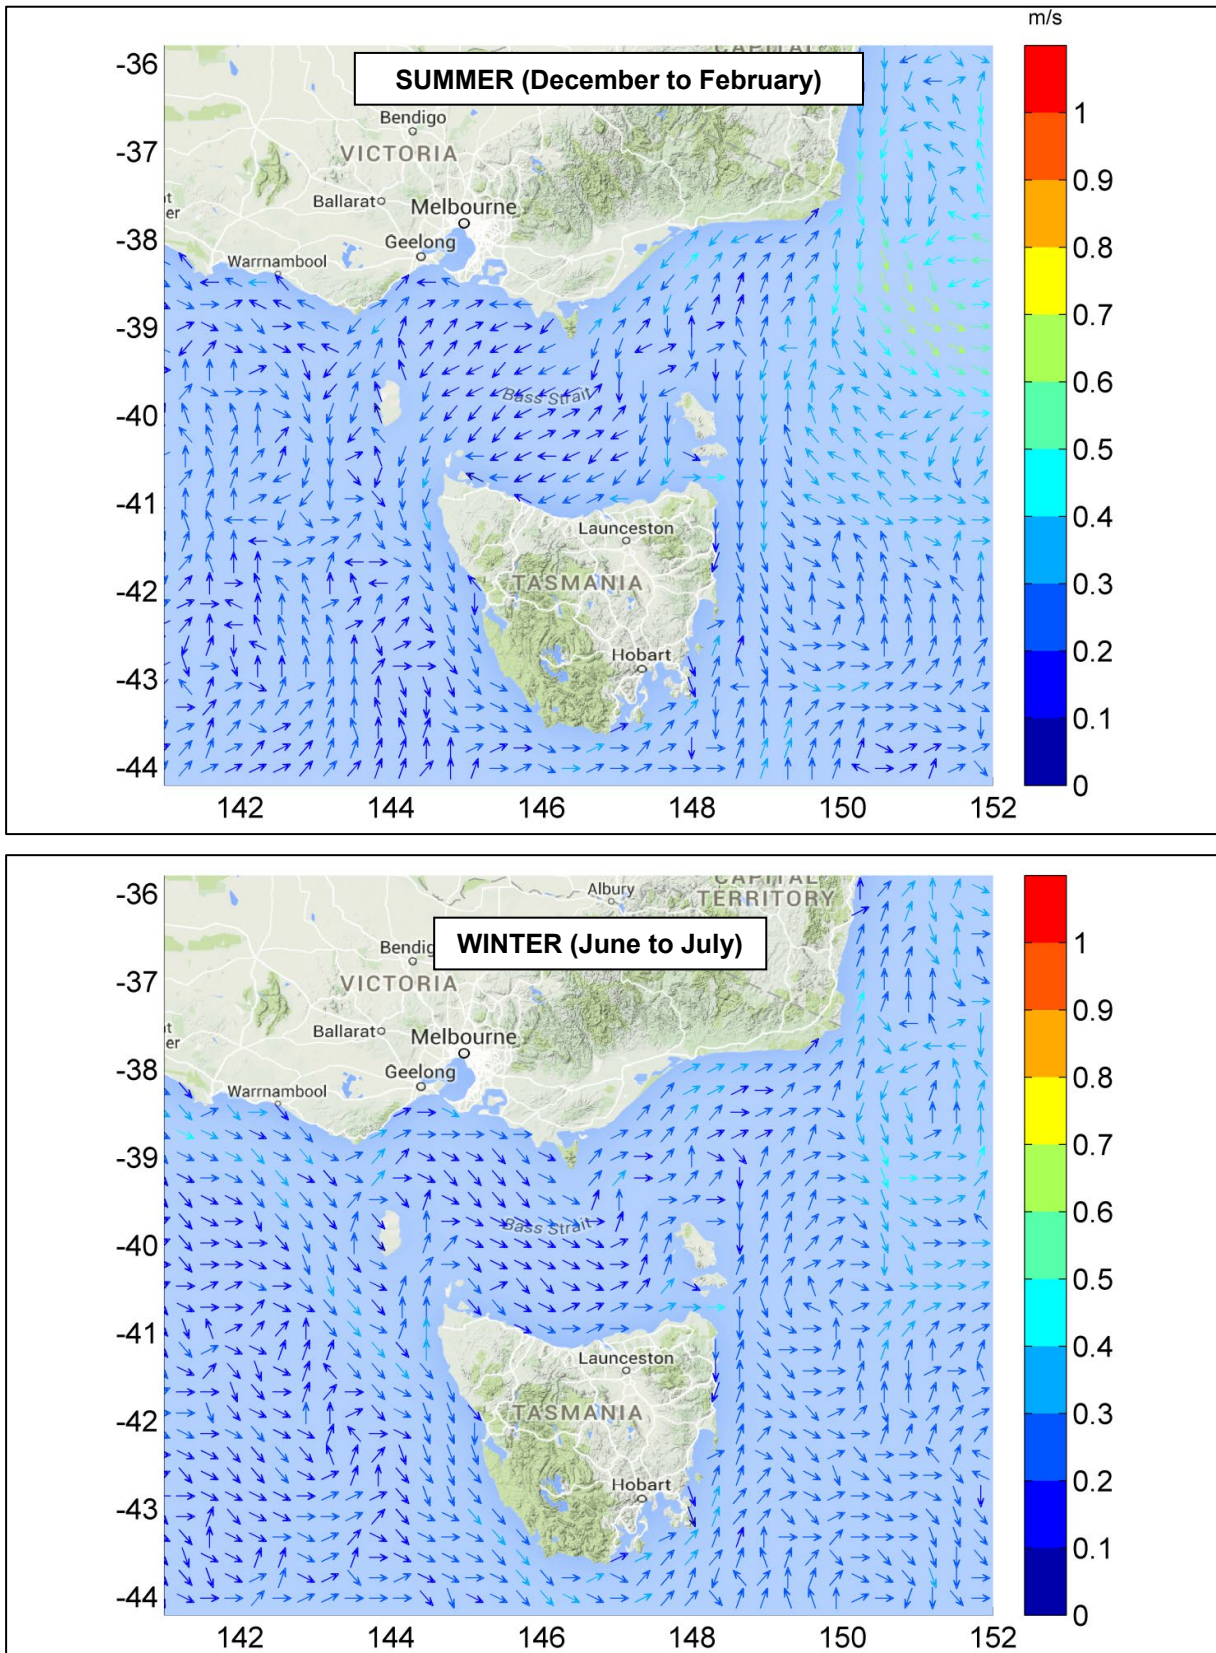 m/s
SUMMER (December to February)
CAPITAL
Bendigo
VICTORIA
Ballarat
Melbourne
Geelong
Warrnambool
Bass Strait
Launceston
TASMANIA
Hobart
-36
-37
-38
-39
-40
-41
-42
-43
-44
142 144 146 148 150 152
1
0.9
0.8
0.7
0.6
0.5
0.4
0.3
0.2
0.1
0
Albury
CAPITAL
TERRITORY
WINTER (June to July)
Bendig
VICTORIA
Ballarat
Melbourne
Geelong
Warrnambool
Bass Strait
Launceston
TASMANIA
Hobart
-36
-37
-38
-39
-40
-41
-42
-43
-44
142 144 146 148 150 152
1
0.9
0.8
0.7
0.6
0.5
0.4
0.3
0.2
0.1
0